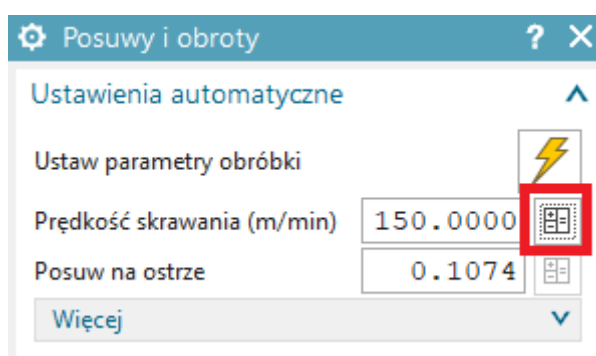 Posuwy i obroty ?
Ustawienia automatyczne
Ustaw parametry obróbki
Prędkość skrawania (m/min) 150.0000
Posuw na ostrze 0.1074
Więcej